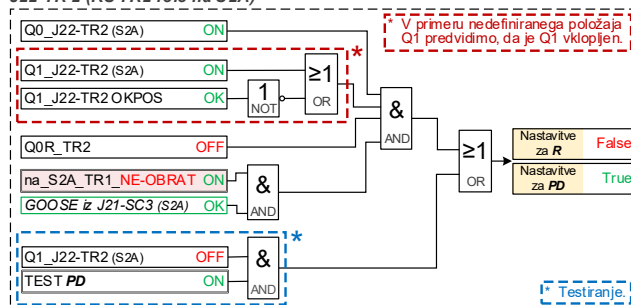 * V primeru nedefiniranega položaja
Q1 predvidimo, da je Q1 vklopljen.
Q0_J22-TR2 (S2A) ON
Q1_J22-TR2 (S2A) ON
Q1_J22-TR2 OKPOS OK
1
NOT
≥1
OR
*
Q0R_TR2 OFF
&
AND
na_S2A_TR1_NE-OBRAT ON
GOOSE iz J21-SC3 (S2A) OK
&
AND
≥1
OR
Nastavitve
za R False
Nastavitve
za PD True
Q1_J22-TR2 (S2A) OFF
TEST PD ON
&
AND
*
* Testiranje.